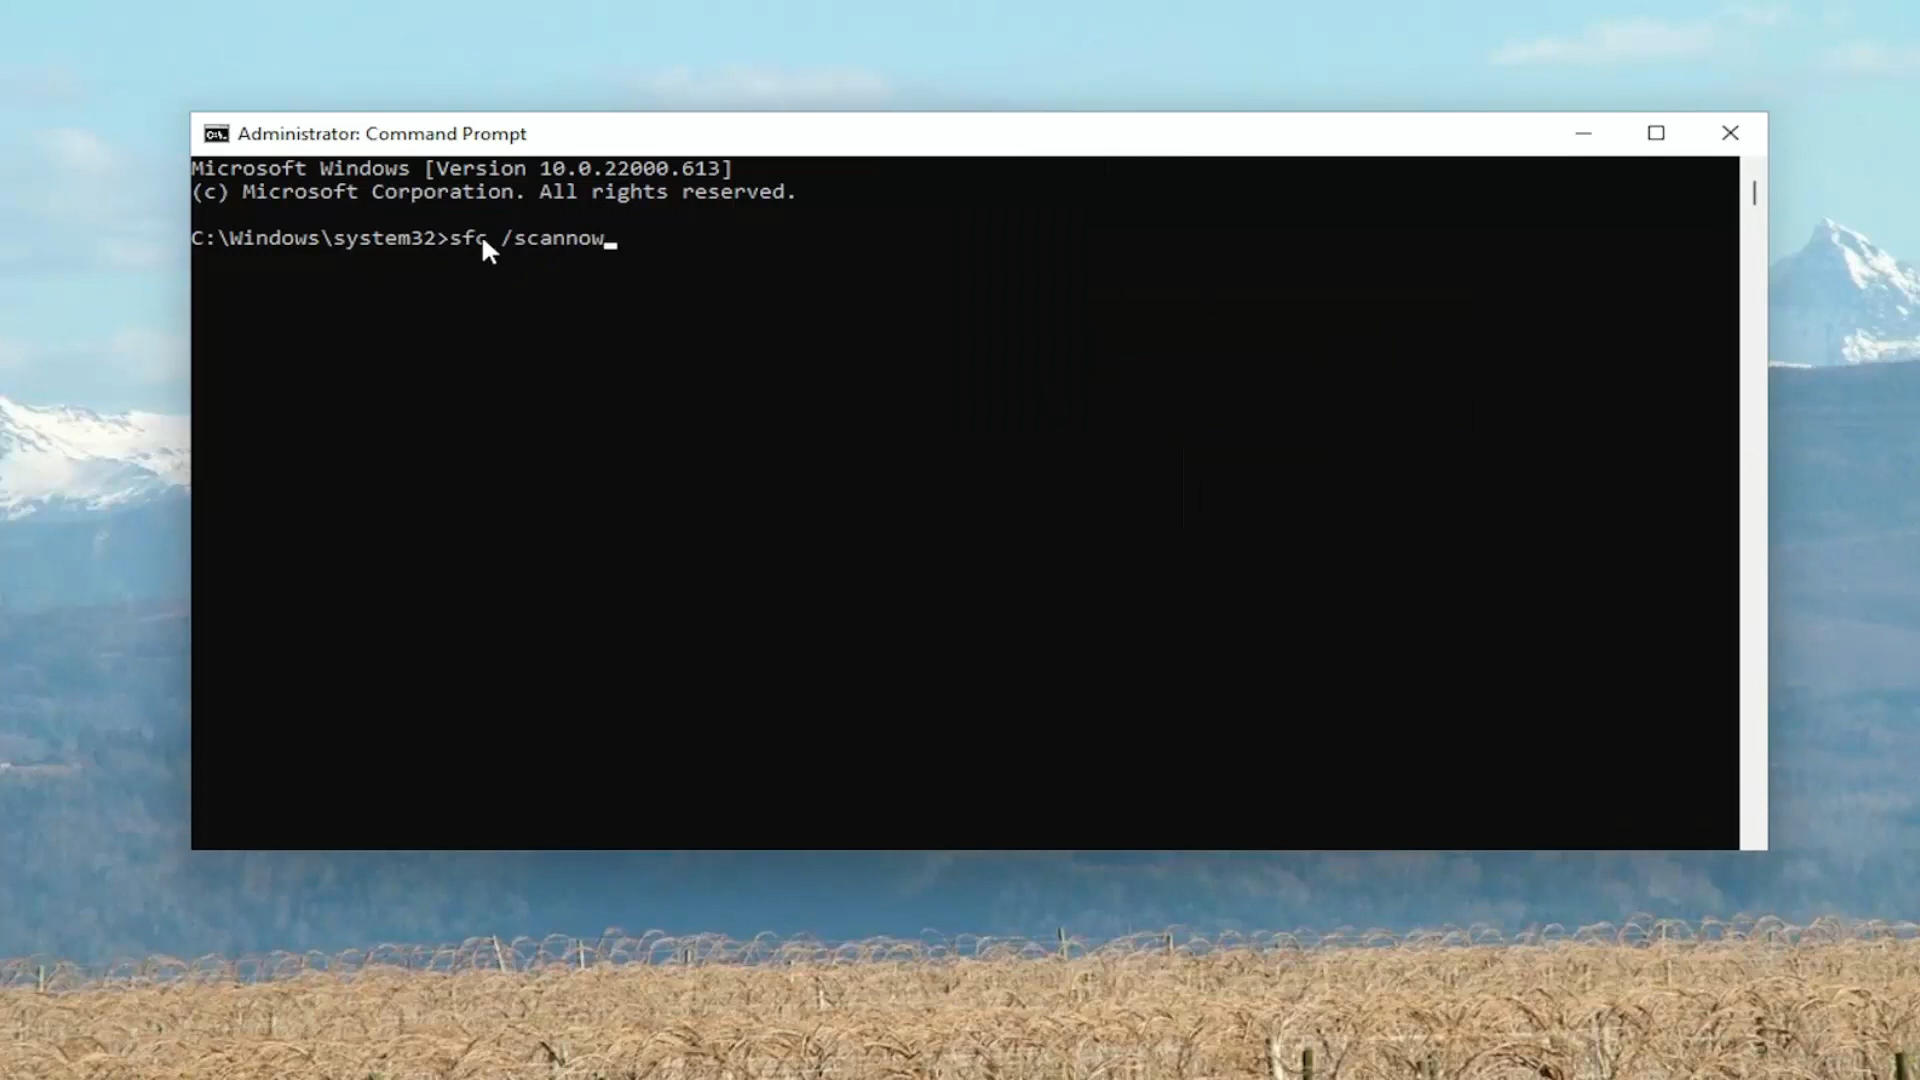 Administrator: Command Prompt
Microsoft Windows [Version 10.0.22000.613]
(c) Microsoft Corporation. All rights reserved.
C:\Windows\system32>sfc /scannow